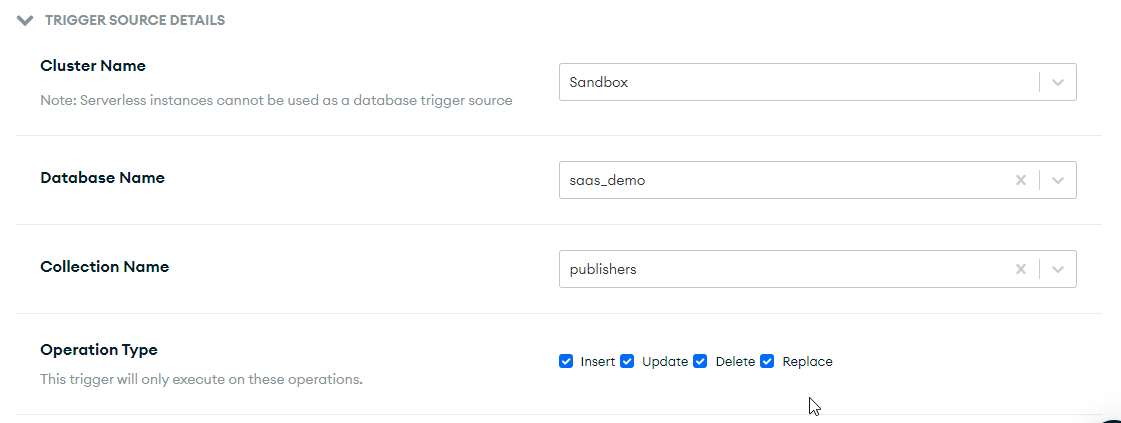 TRIGGER SOURCE DETAILS
Cluster Name
Note: Serverless instances cannot be used as a database trigger source
Sandbox
Database Name
saas_demo
Collection Name
publishers
Operation Type
This trigger will only execute on these operations.
Insert Update Delete Replace